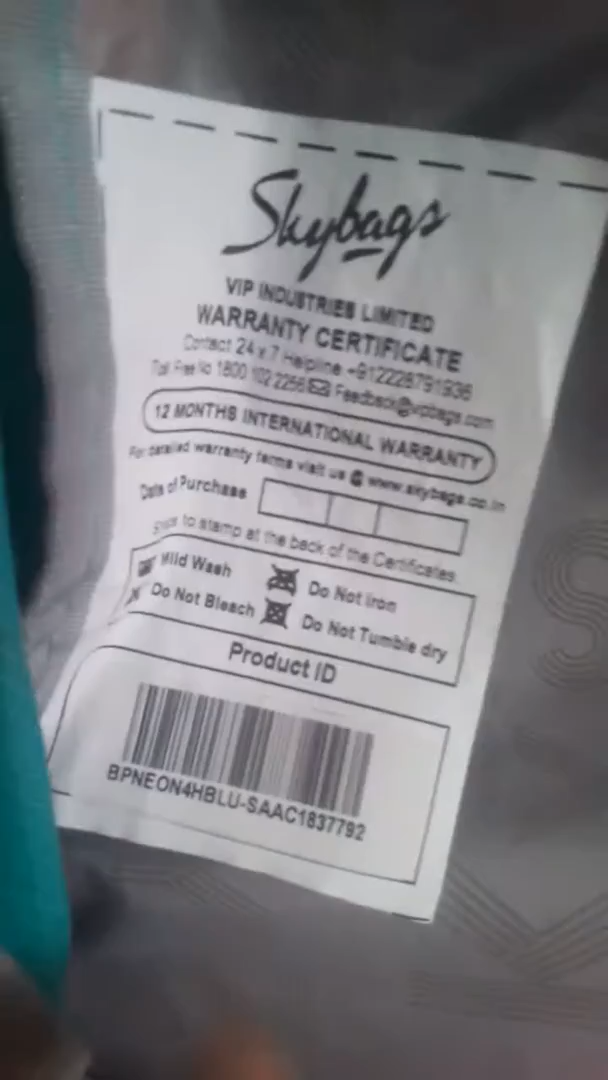 Skybags
VIP INDUSTRIES LIMITED
WARRANTY CERTIFICATE
Contact 24 x 7 Helpline +912228791936
Toll Free No 1800 102 2256 Feedback@vipbags.com
12 MONTHS INTERNATIONAL WARRANTY
For detailed warranty terms visit us @ www.skybags.co.in
Date of Purchase
to stamp at the back of the Certificates.
Mild Wash Do Not Iron
Do Not Bleach Do Not Tumble dry
Product ID
BPNEON4HBLU-SAAC1837792
S